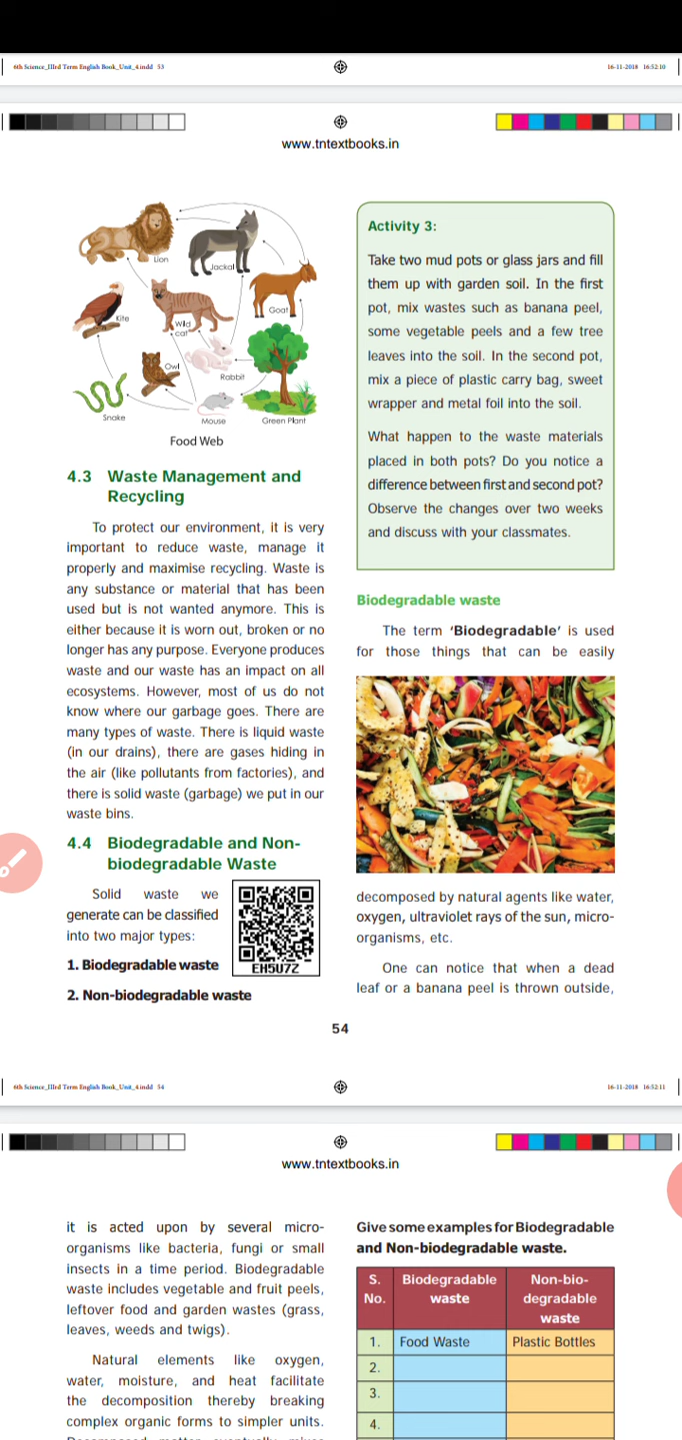 6th Science_IIIrd Term English Book_Unit_4.indd 53
16-11-2018 16:52:10
www.tntextbooks.in
Lion
Jackal
Goat
Kite
Wild
cat
Owl
Rabbit
Snake
Mouse
Green Plant
Food Web
4.3 Waste Management and
Recycling
To protect our environment, it is very
important to reduce waste, manage it
properly and maximise recycling. Waste is
any substance or material that has been
used but is not wanted anymore. This is
either because it is worn out, broken or no
longer has any purpose. Everyone produces
waste and our waste has an impact on all
ecosystems. However, most of us do not
know where our garbage goes. There are
many types of waste. There is liquid waste
(in our drains), there are gases hiding in
the air (like pollutants from factories), and
there is solid waste (garbage) we put in our
waste bins.
4.4 Biodegradable and Non-
biodegradable Waste
Solid waste we
generate can be classified
into two major types:
1. Biodegradable waste
2. Non-biodegradable waste
EH5U7Z
Activity 3:
Take two mud pots or glass jars and fill
them up with garden soil. In the first
pot, mix wastes such as banana peel,
some vegetable peels and a few tree
leaves into the soil. In the second pot,
mix a piece of plastic carry bag, sweet
wrapper and metal foil into the soil.
What happen to the waste materials
placed in both pots? Do you notice a
difference between first and second pot?
Observe the changes over two weeks
and discuss with your classmates.
Biodegradable waste
The term ‘Biodegradable’ is used
for those things that can be easily
decomposed by natural agents like water,
oxygen, ultraviolet rays of the sun, micro-
organisms, etc.
One can notice that when a dead
leaf or a banana peel is thrown outside,
54
6th Science_IIIrd Term English Book_Unit_4.indd 54
16-11-2018 16:52:11
www.tntextbooks.in
it is acted upon by several micro-
organisms like bacteria, fungi or small
insects in a time period. Biodegradable
waste includes vegetable and fruit peels,
leftover food and garden wastes (grass,
leaves, weeds and twigs).
Natural elements like oxygen,
water, moisture, and heat facilitate
the decomposition thereby breaking
complex organic forms to simpler units.
Give some examples for Biodegradable
and Non-biodegradable waste.
S. No. Biodegradable waste Non-bio-degradable waste
1. Food Waste Plastic Bottles
2.
3.
4.